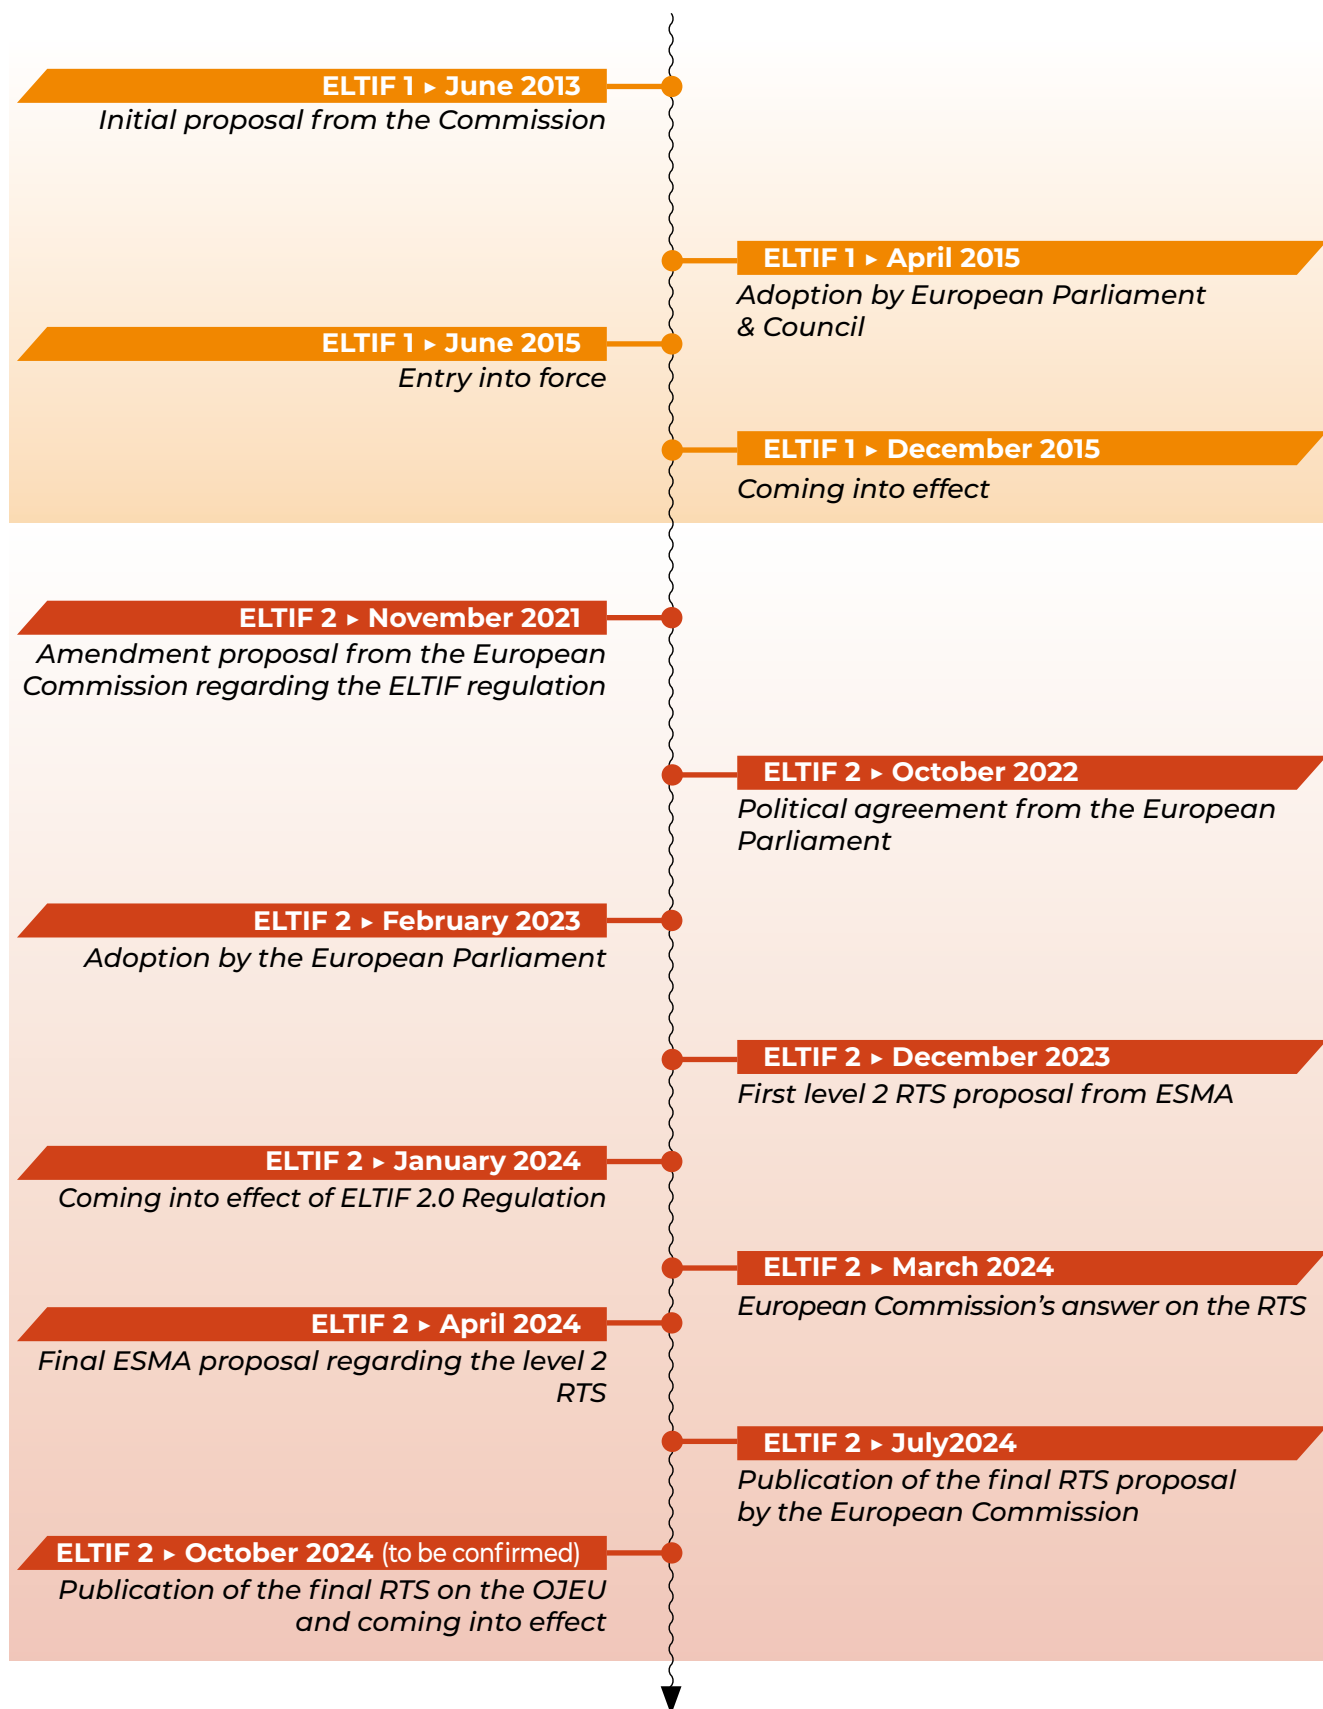 ELTIF 1 ▸ June 2013
Initial proposal from the Commission
ELTIF 1 ▸ April 2015
Adoption by European Parliament
& Council
ELTIF 1 ▸ June 2015
Entry into force
ELTIF 1 ▸ December 2015
Coming into effect
ELTIF 2 ▸ November 2021
Amendment proposal from the European
Commission regarding the ELTIF regulation
ELTIF 2 ▸ October 2022
Political agreement from the European
Parliament
ELTIF 2 ▸ February 2023
Adoption by the European Parliament
ELTIF 2 ▸ December 2023
First level 2 RTS proposal from ESMA
ELTIF 2 ▸ January 2024
Coming into effect of ELTIF 2.0 Regulation
ELTIF 2 ▸ March 2024
European Commission’s answer on the RTS
ELTIF 2 ▸ April 2024
Final ESMA proposal regarding the level 2
RTS
ELTIF 2 ▸ July2024
Publication of the final RTS proposal
by the European Commission
ELTIF 2 ▸ October 2024 (to be confirmed)
Publication of the final RTS on the OJEU
and coming into effect